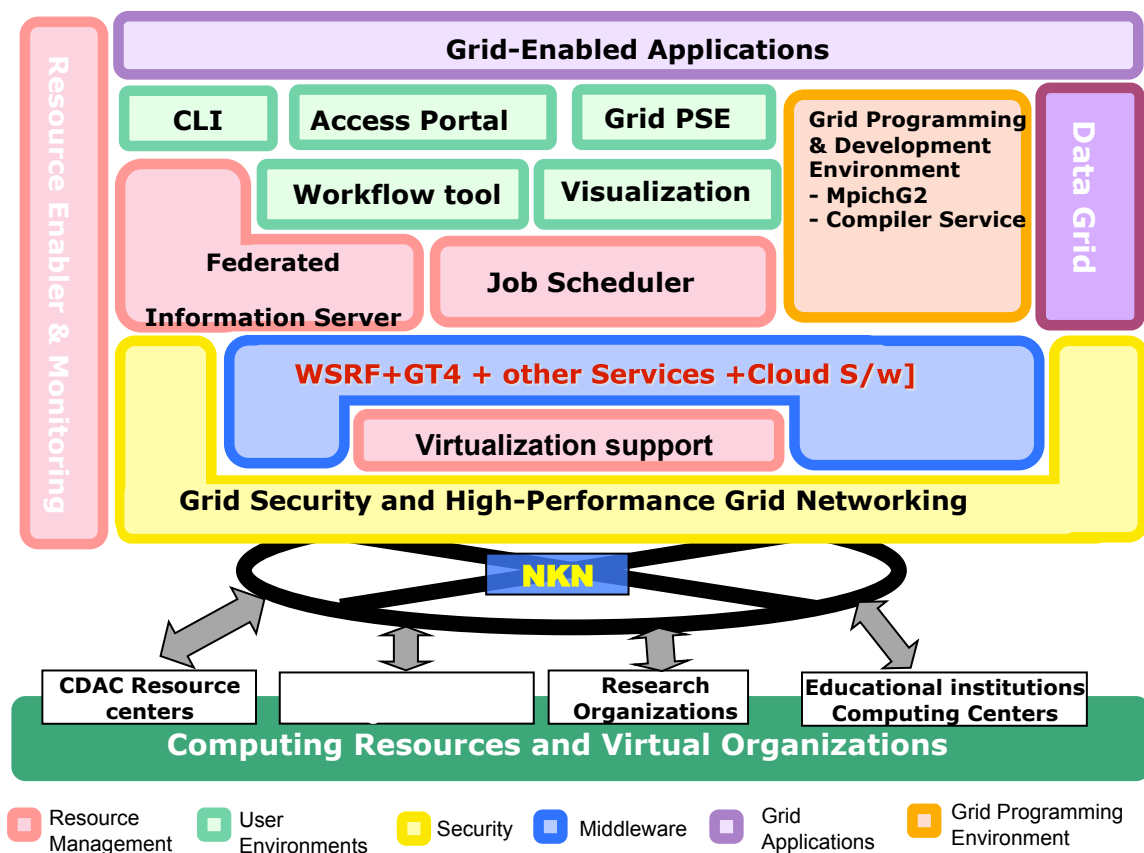 Resource Enabler & Monitoring
Grid-Enabled Applications
CLI
Access Portal
Grid PSE
Workflow tool
Visualization
Grid Programming
& Development
Environment
- MpichG2
- Compiler Service
Data Grid
Federated
Information Server
Job Scheduler
WSRF+GT4 + other Services +Cloud S/w]
Virtualization support
Grid Security and High-Performance Grid Networking
NKN
CDAC Resource
centers
Research
Organizations
Educational institutions
Computing Centers
Computing Resources and Virtual Organizations
Resource
Management
User
Environments
Security
Middleware
Grid
Applications
Grid Programming
Environment